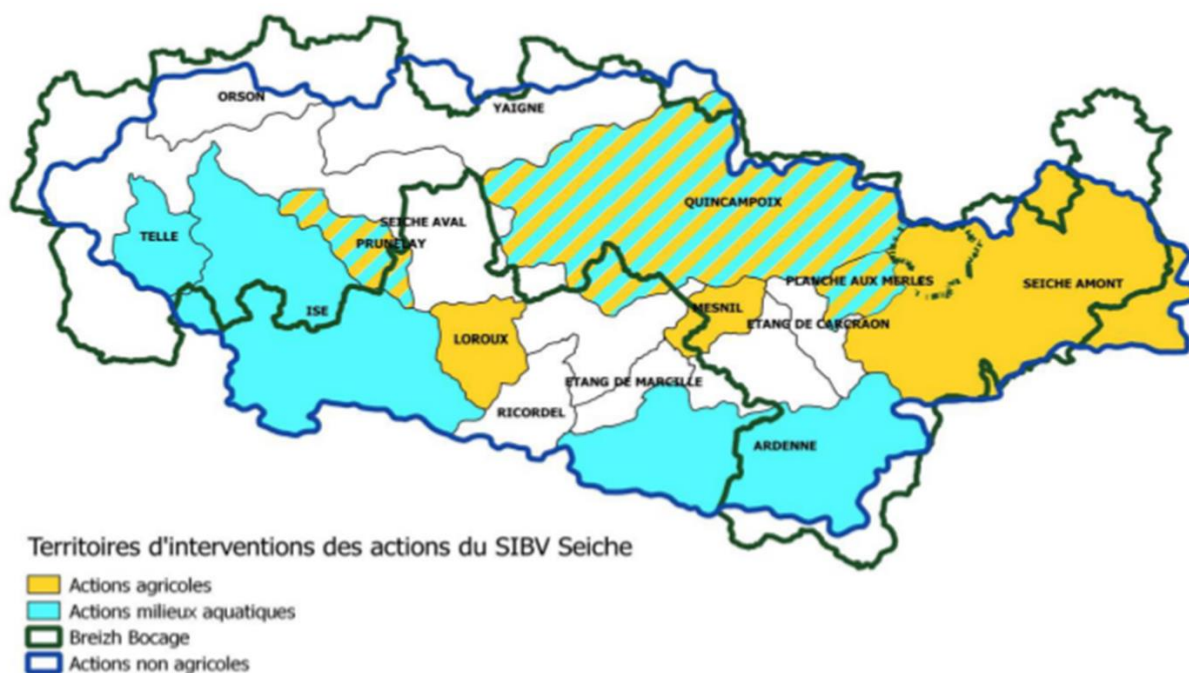 ORSON
YAIGNE
QUINCAMPOIX
SEICHE AVAL
TELLE
PRUNELAY
PLANCHE AUX MERLES
SEICHE AMONT
ISE
MESNIL
ETANG DE CARCRAON
LOROUX
ETANG DE MARCILLE
RICORDEL
ARDENNE
Territoires d'interventions des actions du SIBV Seiche
Actions agricoles
Actions milieux aquatiques
Breizh Bocage
Actions non agricoles